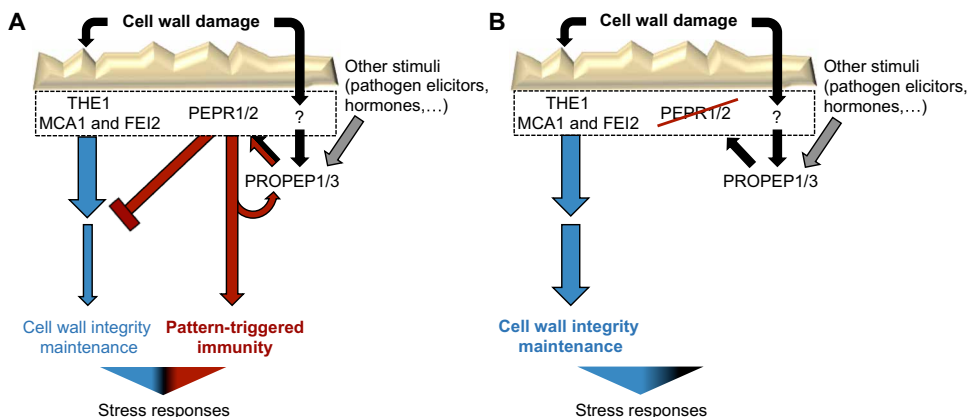 A
Cell wall damage
Other stimuli
(pathogen elicitors,
hormones,...)
THE1
MCA1 and FEI2
PEPR1/2
?
PROPEP1/3
Cell wall integrity
maintenance
Pattern-triggered
immunity
Stress responses
B
Cell wall damage
Other stimuli
(pathogen elicitors,
hormones,...)
THE1
MCA1 and FEI2
PEPR1/2
?
PROPEP1/3
Cell wall integrity
maintenance
Stress responses